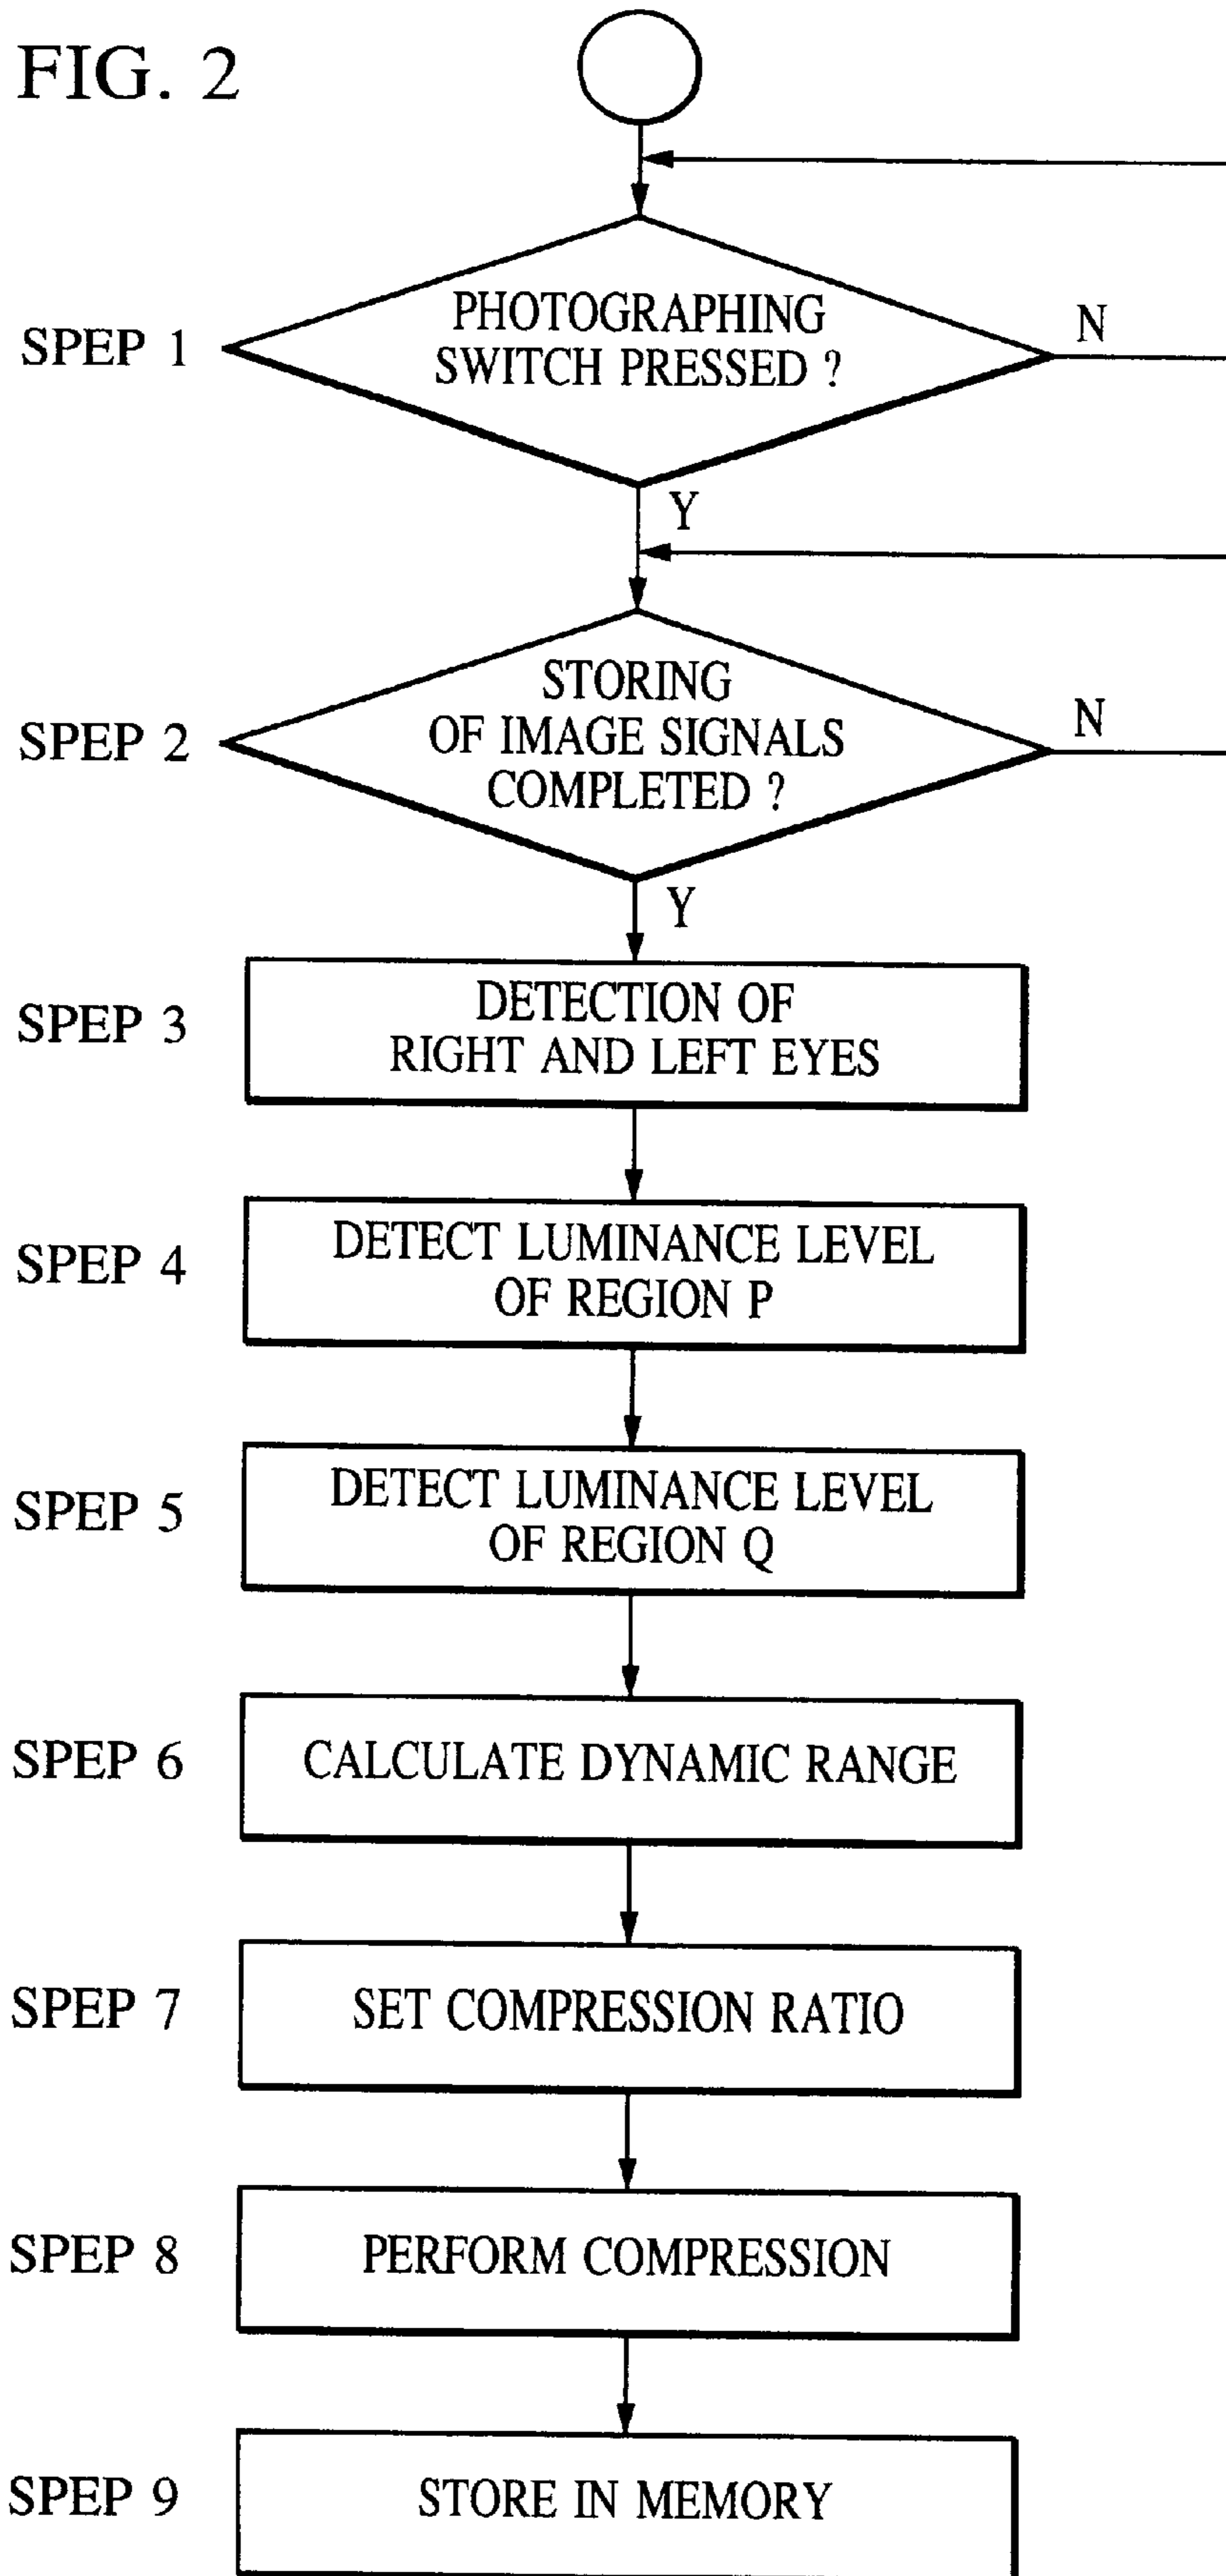 FIG. 2
SPEP 1
PHOTOGRAPHING
SWITCH PRESSED ?
N
Y
SPEP 2
STORING
OF IMAGE SIGNALS
COMPLETED ?
N
Y
SPEP 3
DETECTION OF
RIGHT AND LEFT EYES
SPEP 4
DETECT LUMINANCE LEVEL
OF REGION P
SPEP 5
DETECT LUMINANCE LEVEL
OF REGION Q
SPEP 6
CALCULATE DYNAMIC RANGE
SPEP 7
SET COMPRESSION RATIO
SPEP 8
PERFORM COMPRESSION
SPEP 9
STORE IN MEMORY